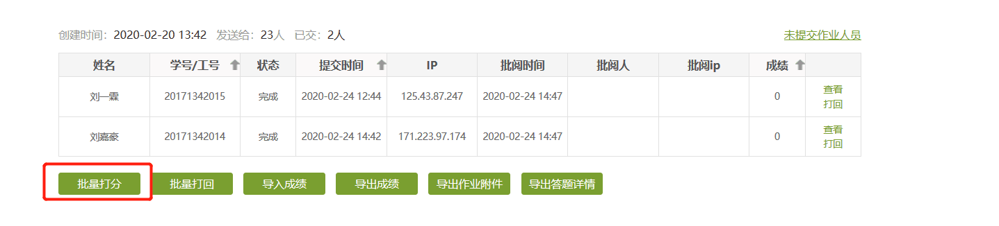 创建时间：2020-02-20 13:42 发送给：23人 已交：2人 未提交作业人员
姓名 学号/工号 状态 提交时间 IP 批阅时间 批阅人 批阅ip 成绩
刘一霖 20171342015 完成 2020-02-24 12:44 125.43.87.247 2020-02-24 14:47 0 查看
打回
刘嘉豪 20171342014 完成 2020-02-24 14:42 171.223.97.174 2020-02-24 14:47 0 查看
打回
批量打分 批量打回 导入成绩 导出成绩 导出作业附件 导出答题详情